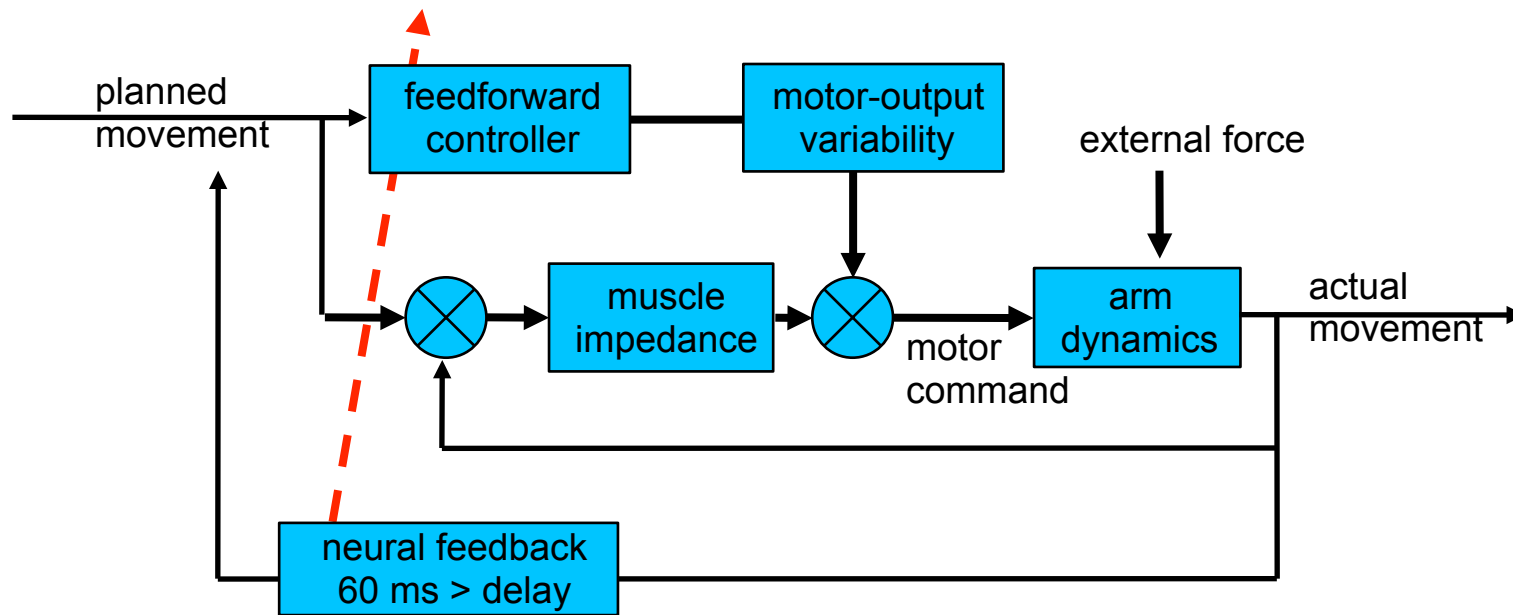 planned
movement
feedforward
controller
motor-output
variability
external force
muscle
impedance
motor
command
arm
dynamics
actual
movement
neural feedback
60 ms > delay